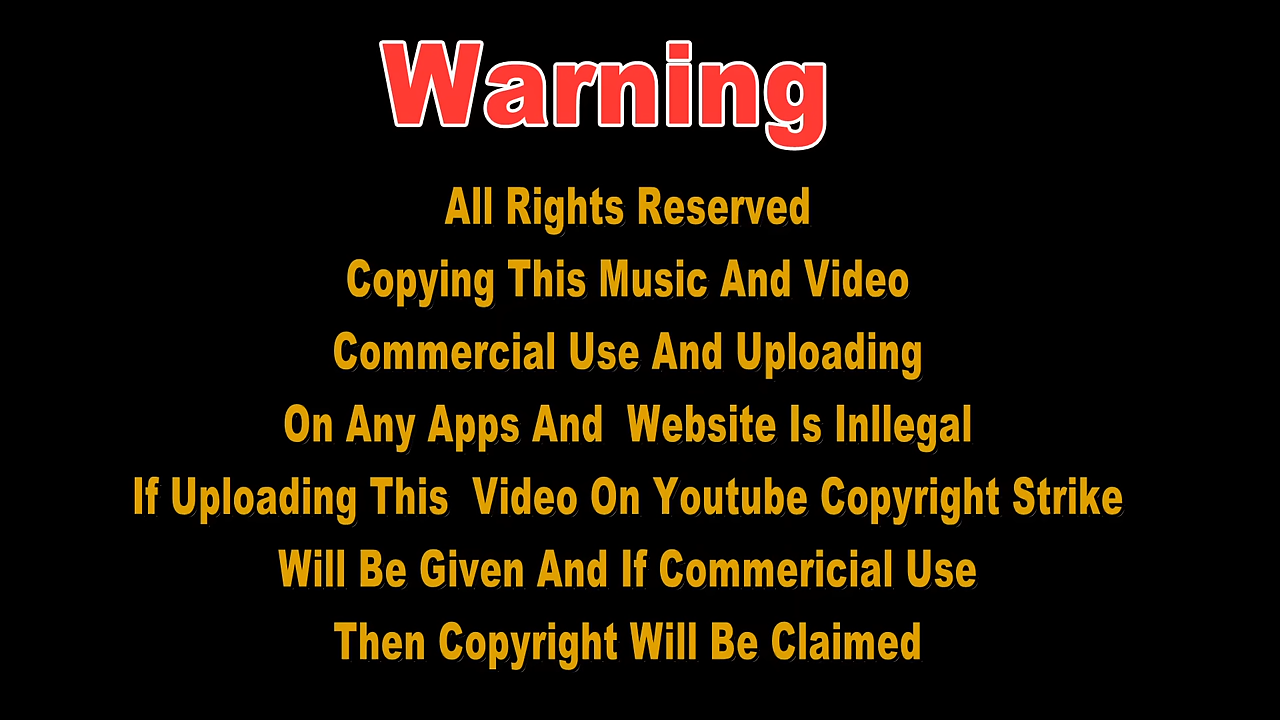 Warning
All Rights Reserved
Copying This Music And Video
Commercial Use And Uploading
On Any Apps And Website Is Inllegal
If Uploading This Video On Youtube Copyright Strike
Will Be Given And If Commericial Use
Then Copyright Will Be Claimed